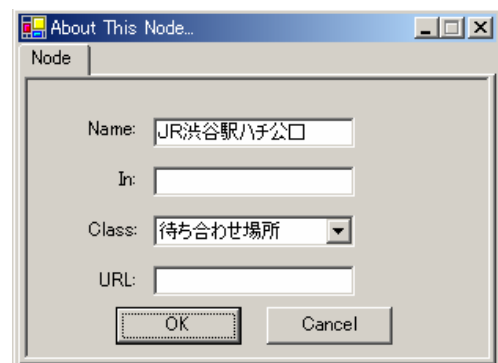 About This Node...
Node
Name: JR渋谷駅ハチ公口
In:
Class: 待ち合わせ場所
URL:
OK Cancel